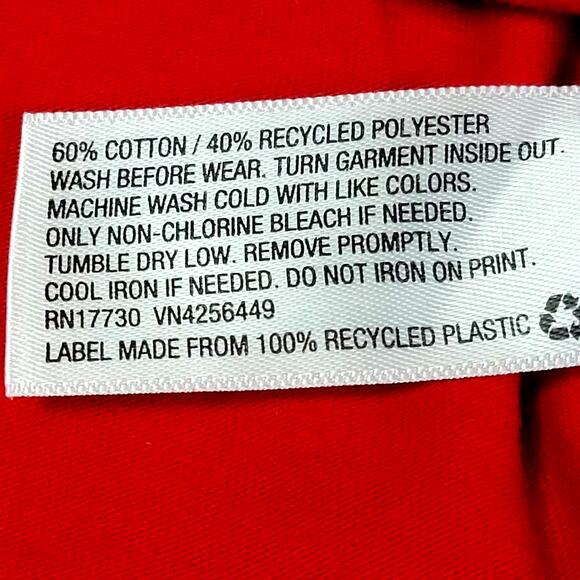 60% COTTON / 40% RECYCLED POLYESTER
WASH BEFORE WEAR. TURN GARMENT INSIDE OUT.
MACHINE WASH COLD WITH LIKE COLORS.
ONLY NON-CHLORINE BLEACH IF NEEDED.
TUMBLE DRY LOW. REMOVE PROMPTLY.
COOL IRON IF NEEDED. DO NOT IRON ON PRINT.
RN17730 VN4256449
LABEL MADE FROM 100% RECYCLED PLASTIC